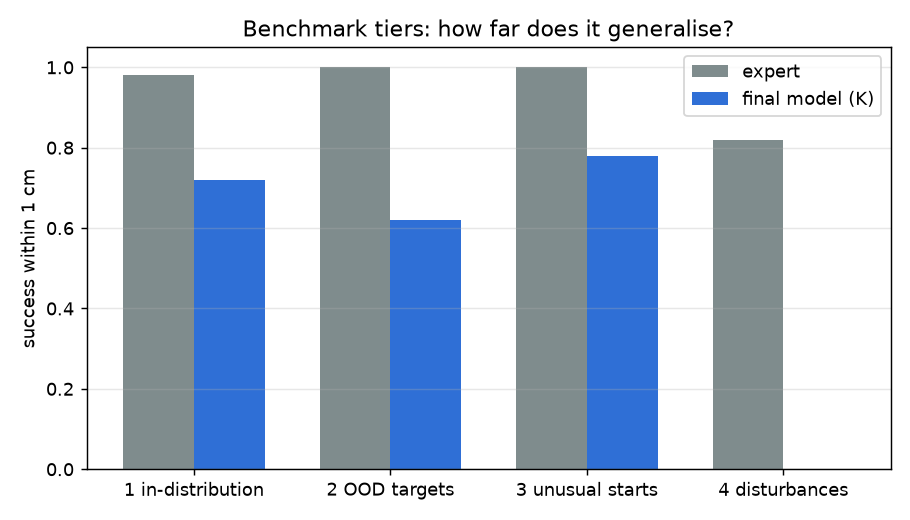 Benchmark tiers: how far does it generalise?
expert
final model (K)
success within 1 cm
1.0
0.8
0.6
0.4
0.2
0.0
1 in-distribution
2 OOD targets
3 unusual starts
4 disturbances